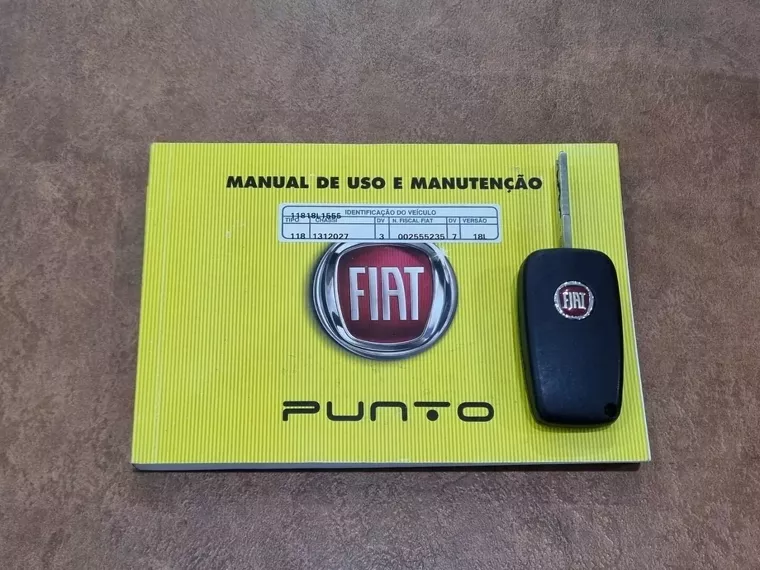 MANUAL DE USO E MANUTENÇÃO
11818L1555 IDENTIFICAÇÃO DO VEÍCULO
TIPO CHASSI DV N. FISCAL FIAT DV VERSÃO
118 1312027 3 002555235 7 18L
FIAT
FIAT
PUNTO